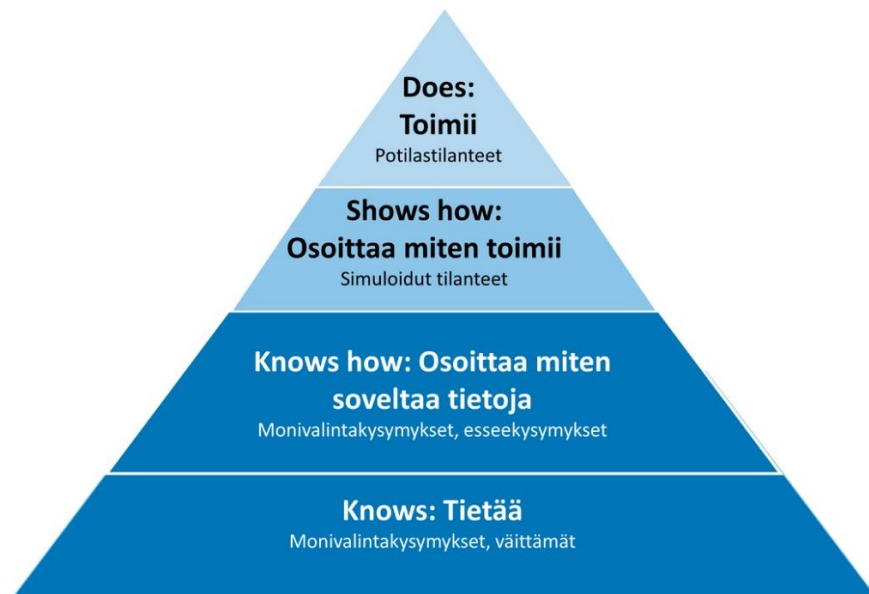 Does:
Toimii
Potilastilanteet
Shows how:
Osoittaa miten toimii
Simuloidut tilanteet
Knows how: Osoittaa miten
soveltaa tietoja
Monivalintakysymykset, esseekysymykset
Knows: Tietää
Monivalintakysymykset, väittämät